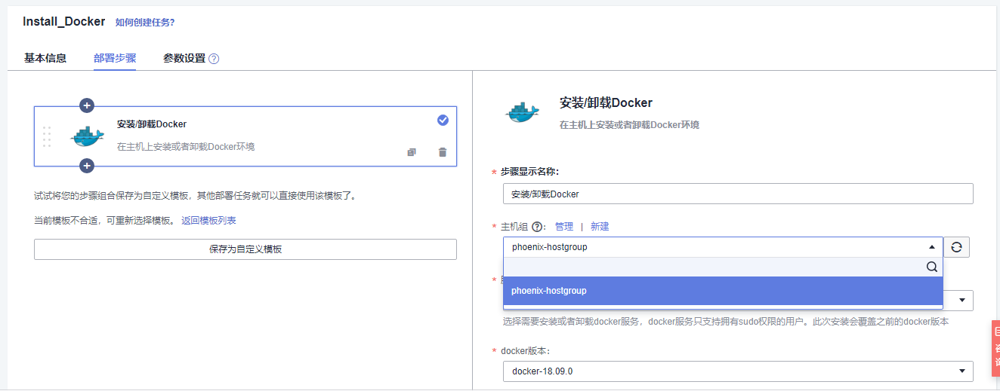 Install_Docker 如何创建任务?
基本信息 部署步骤 参数设置 ?
安装/卸载Docker
在主机上安装或者卸载Docker环境
试试将您的步骤组合保存为自定义模板，其他部署任务就可以直接使用该模板了。
当前模板不合适，可重新选择模板。 返回模板列表
保存为自定义模板
安装/卸载Docker
在主机上安装或者卸载Docker环境
* 步骤显示名称:
安装/卸载Docker
* 主机组 ?: 管理 | 新建
phoenix-hostgroup
phoenix-hostgroup
*
选择需要安装或者卸载docker服务，docker服务只支持拥有sudo权限的用户。此次安装会覆盖之前的docker版本
* docker版本:
docker-18.09.0